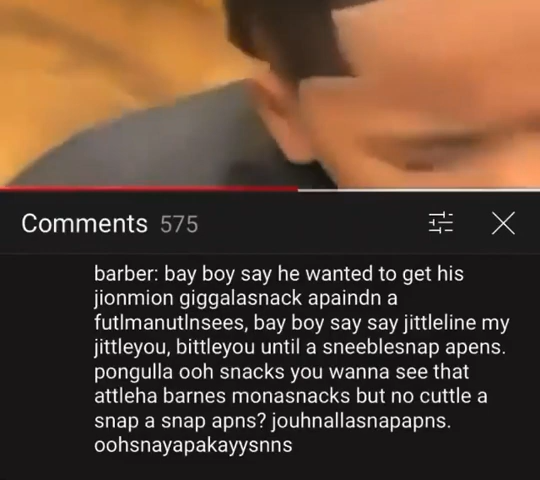 Comments 575
barber: bay boy say he wanted to get his
jionmion giggalasnack apaindn a
futlmanutlnsees, bay boy say say jittleline my
jittleyou, bittleyou until a sneeblesnap apens.
pongulla ooh snacks you wanna see that
attleha barnes monasnacks but no cuttle a
snap a snap apns? jouhnallasnapapns.
oohsnayapakayysnns